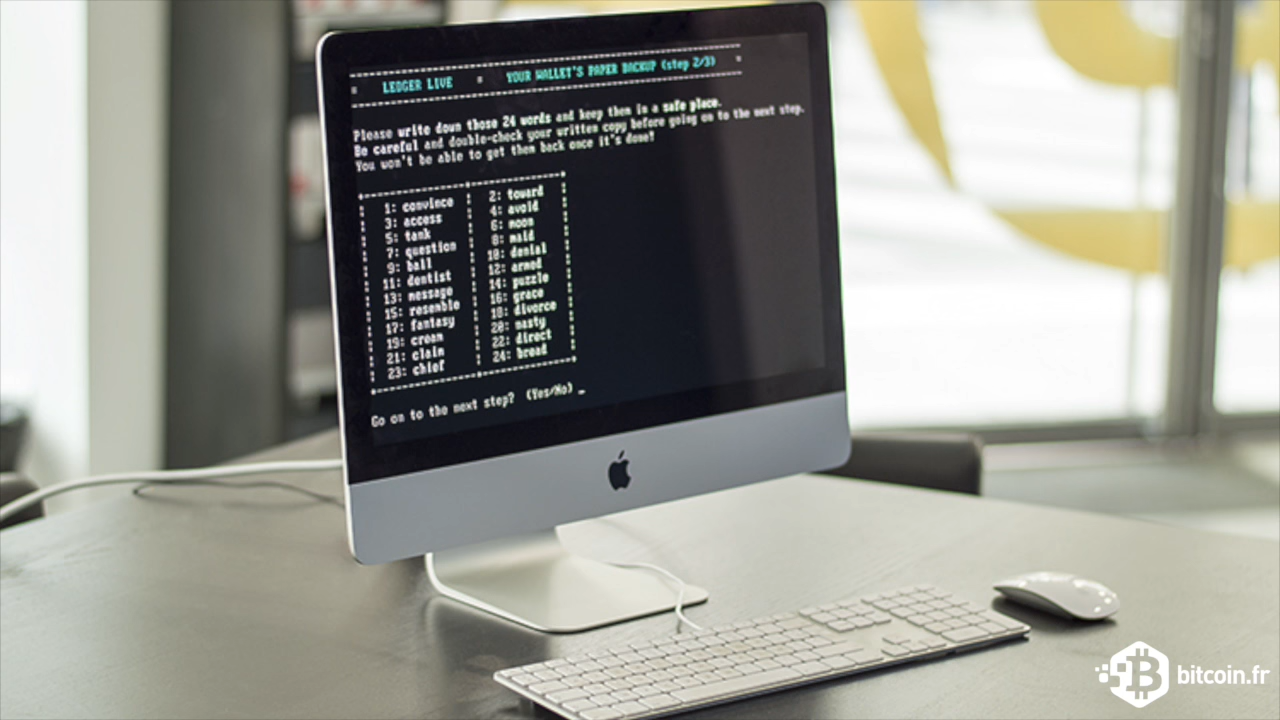 LEDGER LIVE = YOUR WALLET'S PAPER BACKUP (step 2/3)
Please write down those 24 words and keep them in a safe place.
Be careful and double-check your written copy before going on to the next step.
You won't be able to get them back once it's done!
1: convince 2: toward
3: access 4: avoid
5: tank 6: moon
7: question 8: maid
9: ball 10: denial
11: dentist 12: armed
13: message 14: puzzle
15: resemble 16: grace
17: fantasy 18: divorce
19: cream 20: nasty
21: claim 22: direct
23: chief 24: bread
Go on to the next step? (Yes/No) _
bitcoin.fr